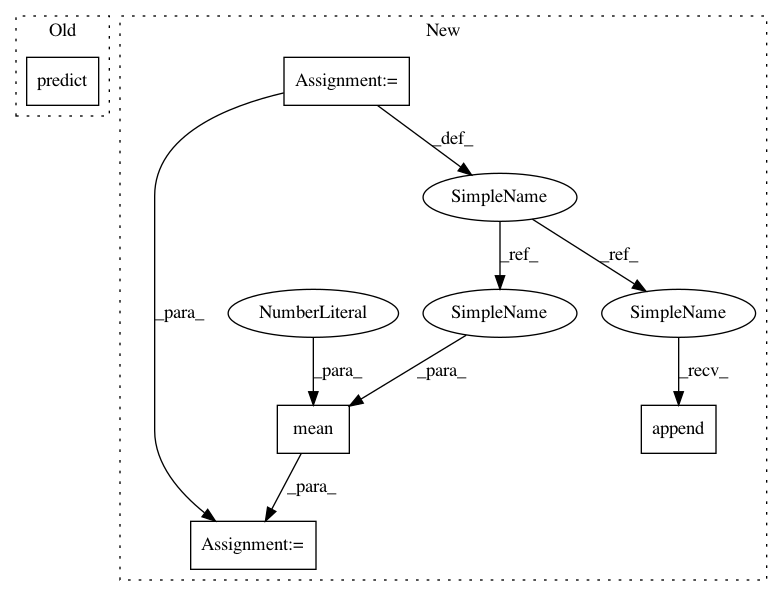 Old
New
predict
Assignment:=
_def_
SimpleName
_ref_
_ref_
_para_
NumberLiteral
SimpleName
SimpleName
_para_
_para_
_recv_
mean
append
_para_
Assignment:=